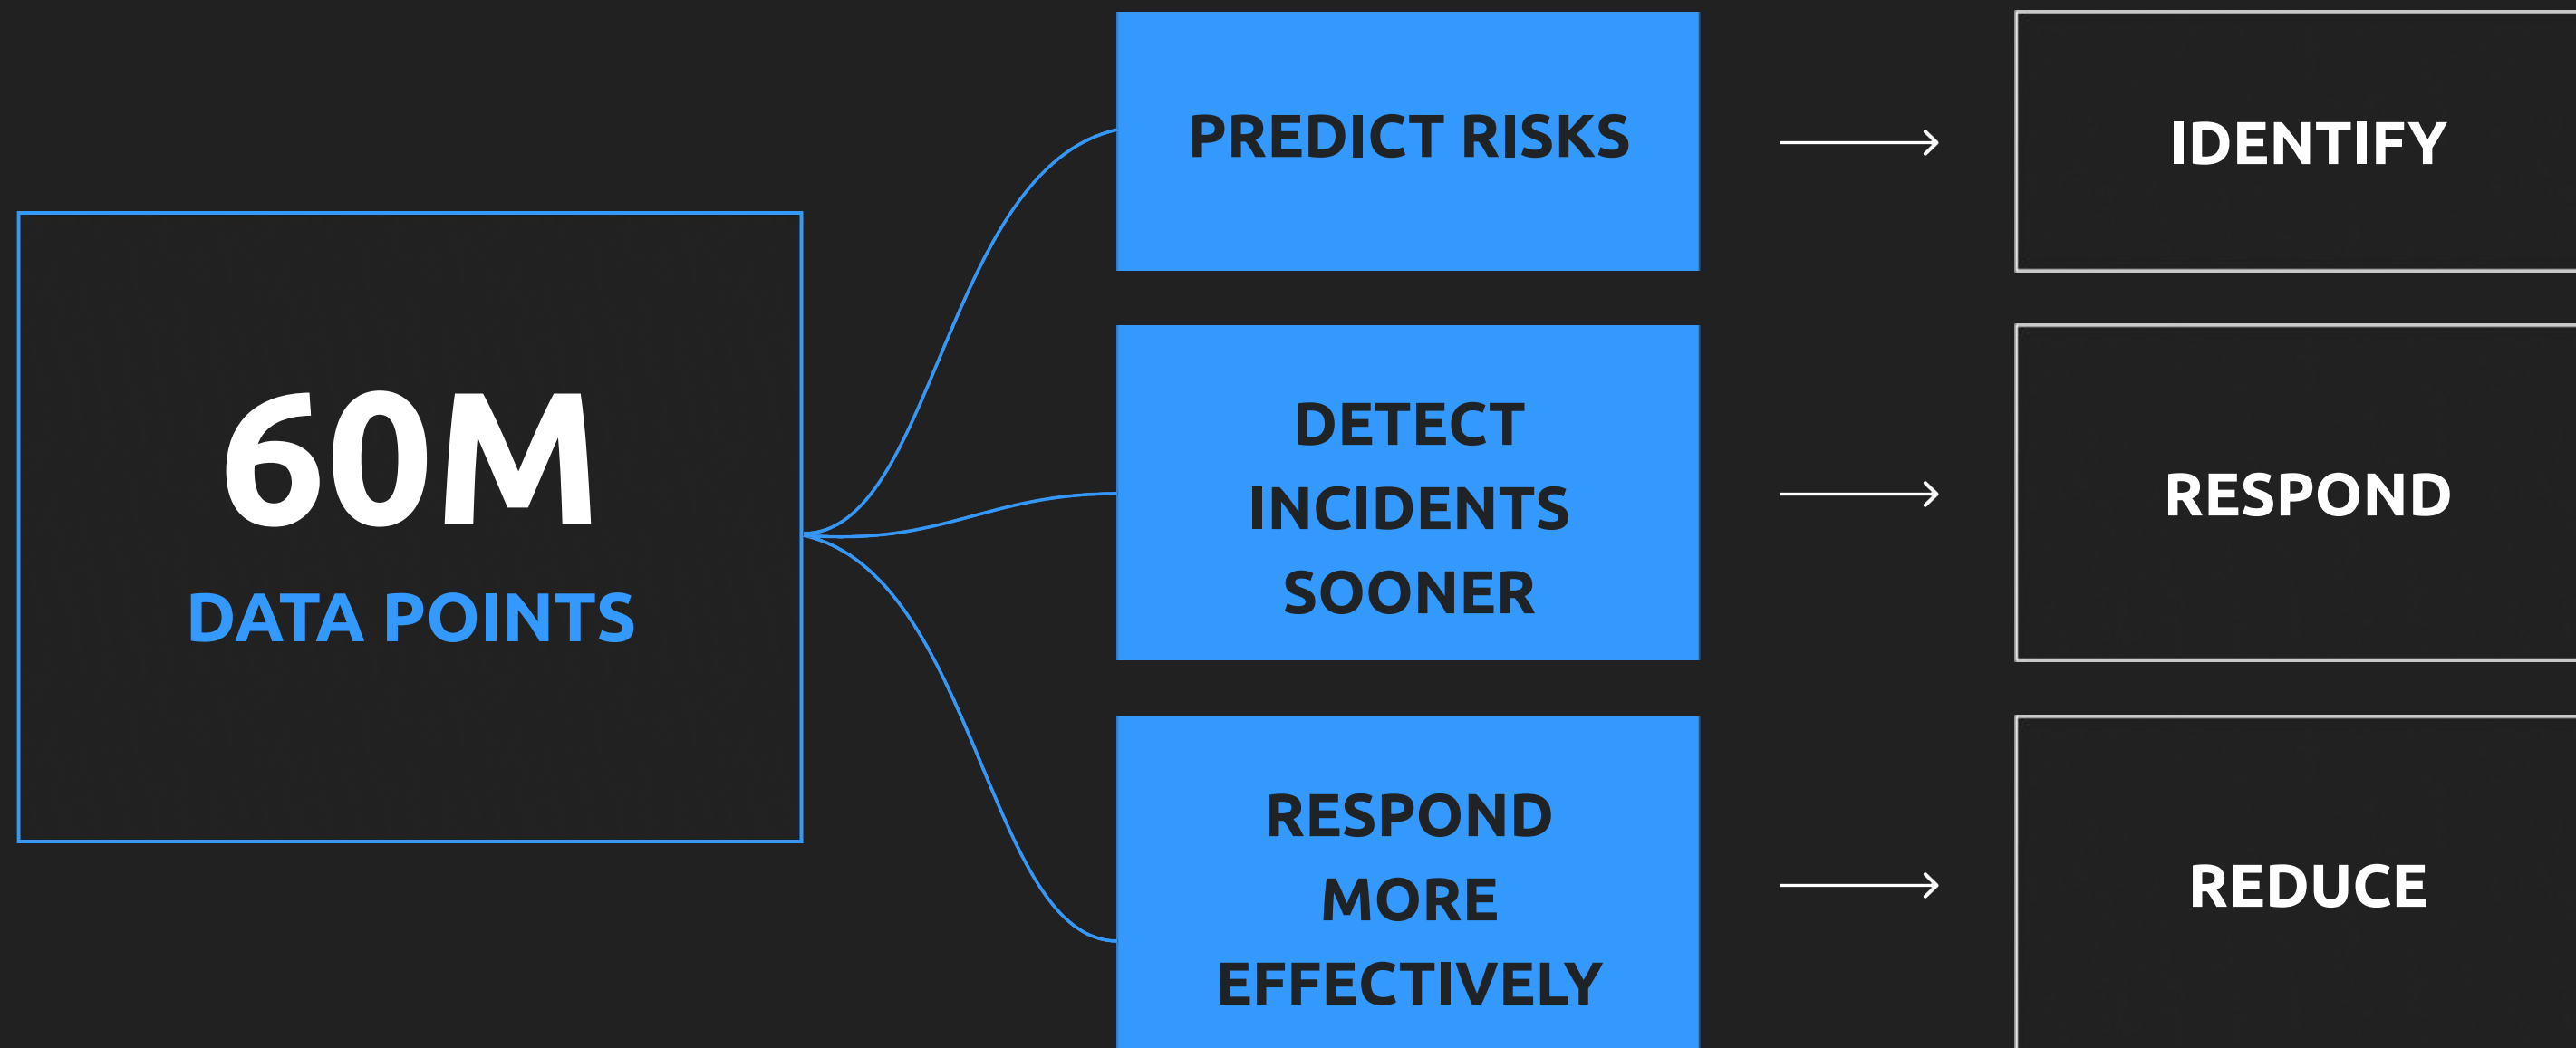 60M
DATA POINTS
PREDICT RISKS
IDENTIFY
DETECT
INCIDENTS
SOONER
RESPOND
RESPOND
MORE
EFFECTIVELY
REDUCE